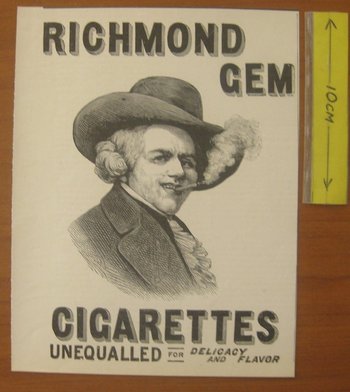 RICHMOND
GEM
10CM
CIGARETTES
UNEQUALLED FOR DELICACY AND FLAVOR